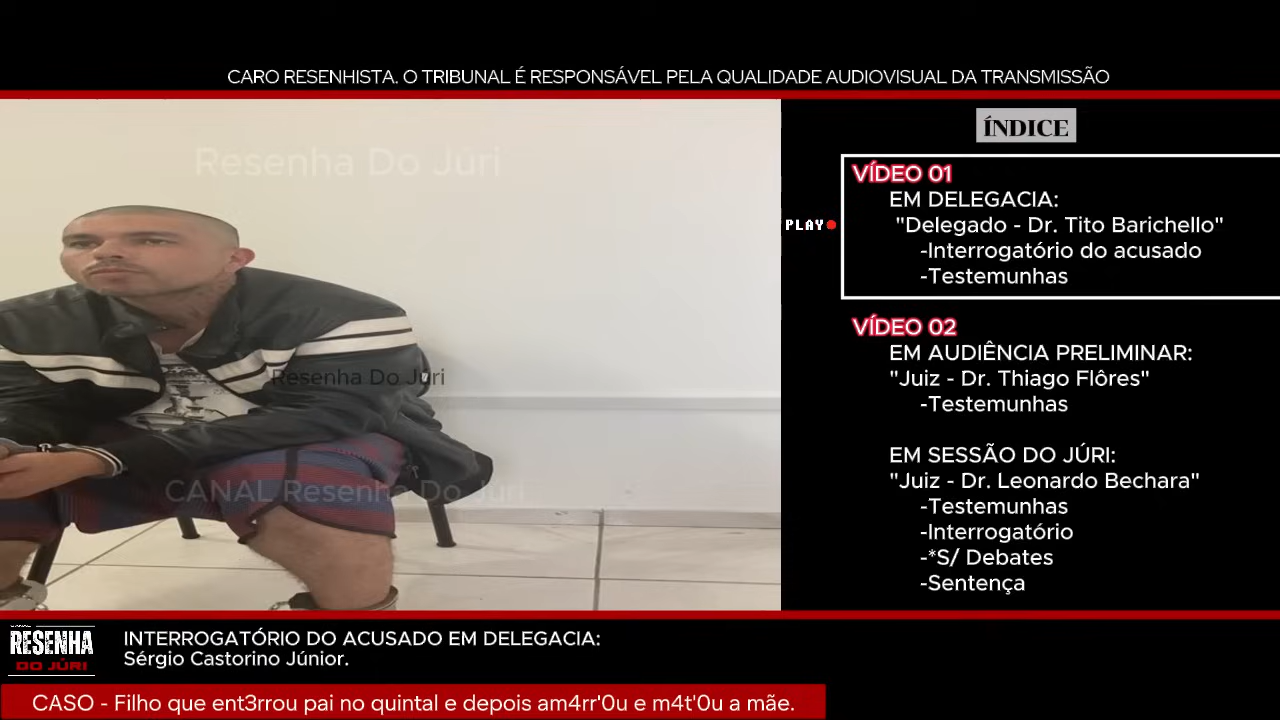 CARO RESENHISTA. O TRIBUNAL É RESPONSÁVEL PELA QUALIDADE AUDIOVISUAL DA TRANSMISSÃO
Resenha Do Júri
Resenha Do Júri
CANAL Resenha Do Júri
PLAY
ÍNDICE
VÍDEO 01
EM DELEGACIA:
"Delegado - Dr. Tito Barichello"
-Interrogatório do acusado
-Testemunhas
VÍDEO 02
EM AUDIÊNCIA PRELIMINAR:
"Juiz - Dr. Thiago Flôres"
-Testemunhas
EM SESSÃO DO JÚRI:
"Juiz - Dr. Leonardo Bechara"
-Testemunhas
-Interrogatório
-*S/ Debates
-Sentença
RESENHA
DO JÚRI
INTERROGATÓRIO DO ACUSADO EM DELEGACIA:
Sérgio Castorino Júnior.
CASO - Filho que ent3rrou pai no quintal e depois am4rr'0u e m4t'0u a mãe.